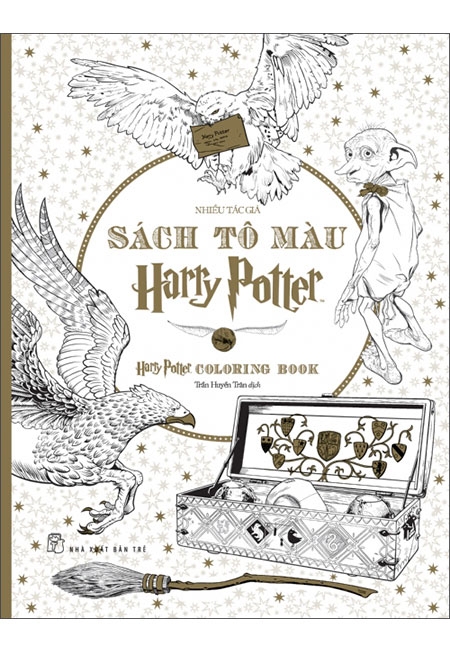 Harry Potter
NHIỀU TÁC GIẢ
SÁCH TÔ MÀU
Harry Potter™
Harry Potter COLORING BOOK
Trần Huyền Trân dịch
NHÀ XUẤT BẢN TRẺ